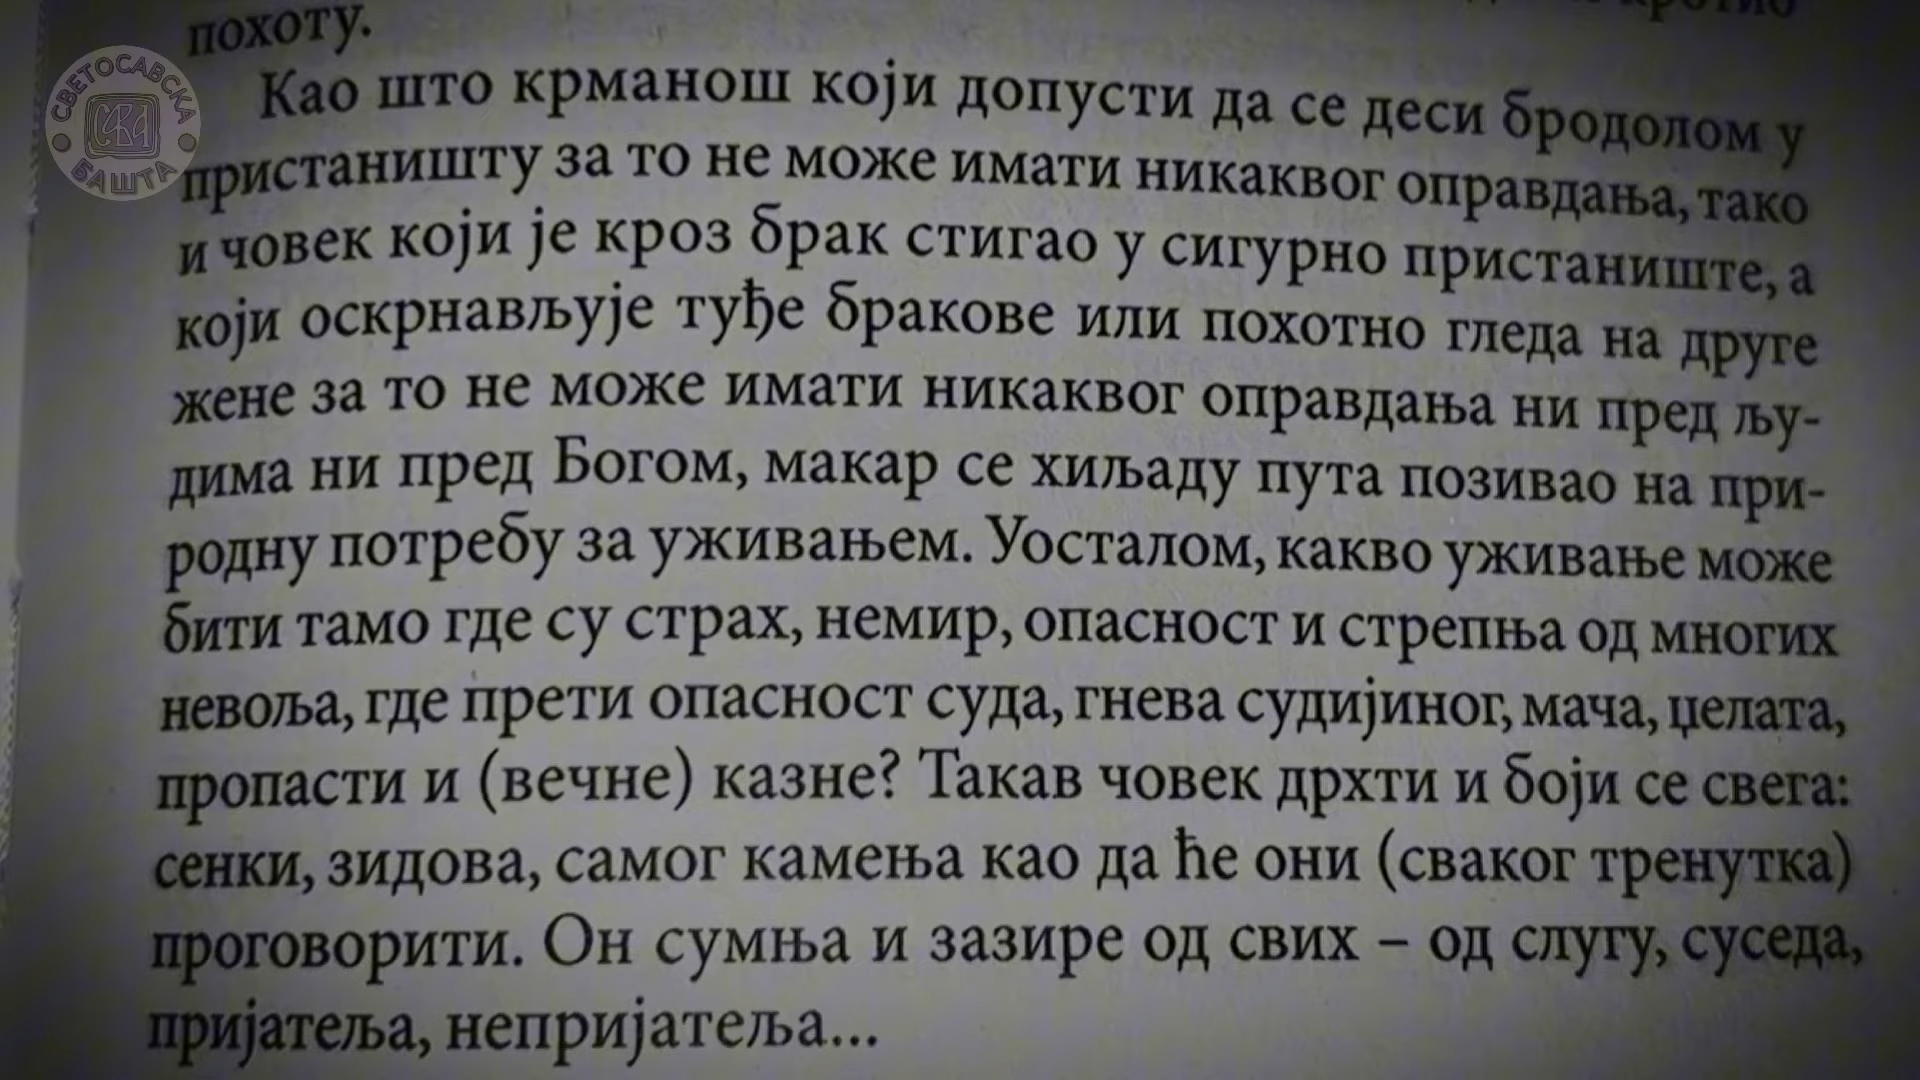 кротио
похоту.
Као што крманош који допусти да се деси бродолом у
пристаништу за то не може имати никаквог оправдања, тако
и човек који је кроз брак стигао у сигурно пристаниште, а
који оскрнављује туђе бракове или похотно гледа на друге
жене за то не може имати никаквог оправдања ни пред љу-
дима ни пред Богом, макар се хиљаду пута позивао на при-
родну потребу за уживањем. Уосталом, какво уживање може
бити тамо где су страх, немир, опасност и стрепња од многих
невоља, где прети опасност суда, гнева судијиног, мача, џелата,
пропасти и (вечне) казне? Такав човек дрхти и боји се свега:
сенки, зидова, самог камења као да ће они (сваког тренутка)
проговорити. Он сумња и зазире од свих – од слугу, суседа,
пријатеља, непријатеља...
СВЕТОСАВСКА
БАШТА